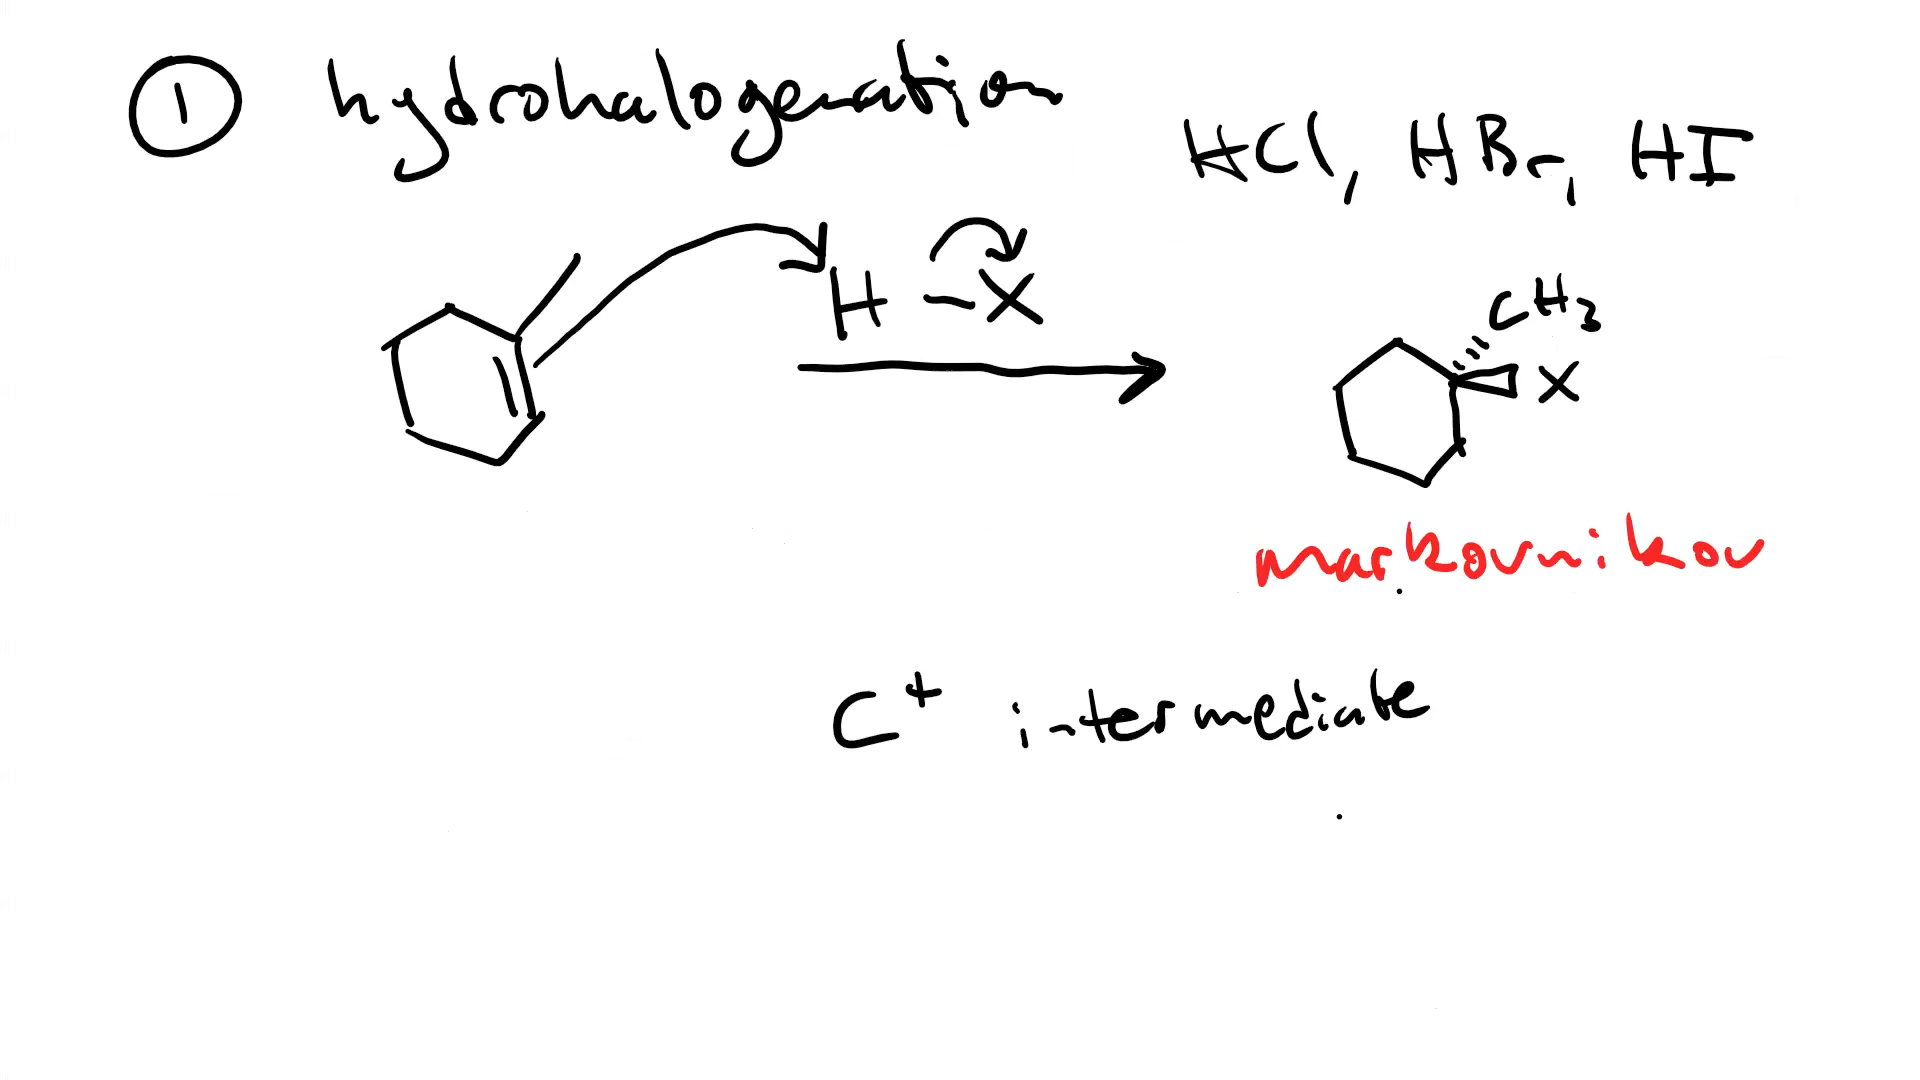 ① hydrohalogenation
HCl, HBr, HI
H - X
CH3
X
markovnikov
C+ intermediate